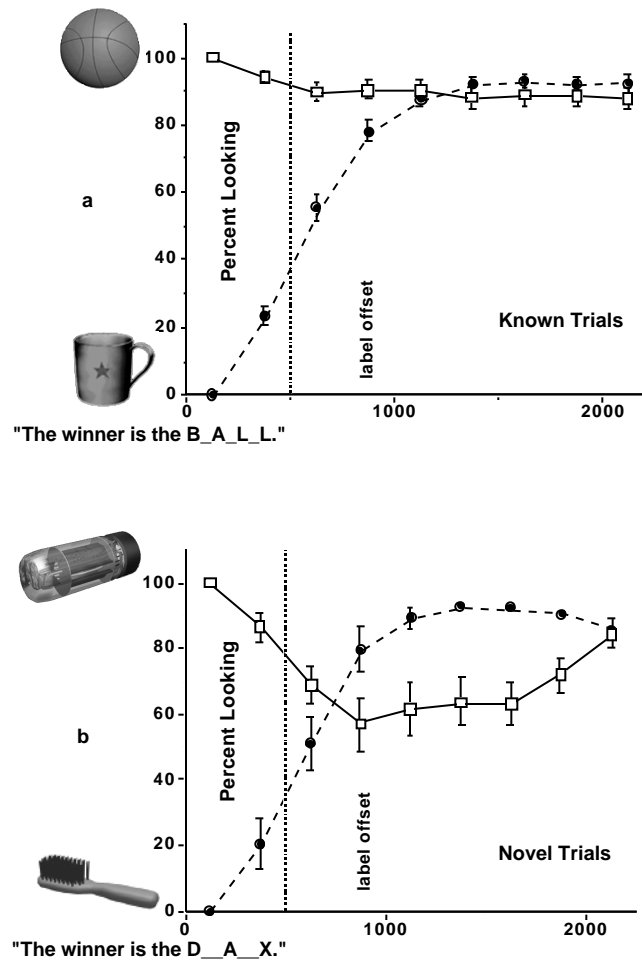 100
80
60
40
20
0
Percent Looking
a
label offset
Known Trials
0 1000 2000
"The winner is the B_A_L_L."
100
80
60
40
20
0
Percent Looking
b
label offset
Novel Trials
0 1000 2000
"The winner is the D__A__X."